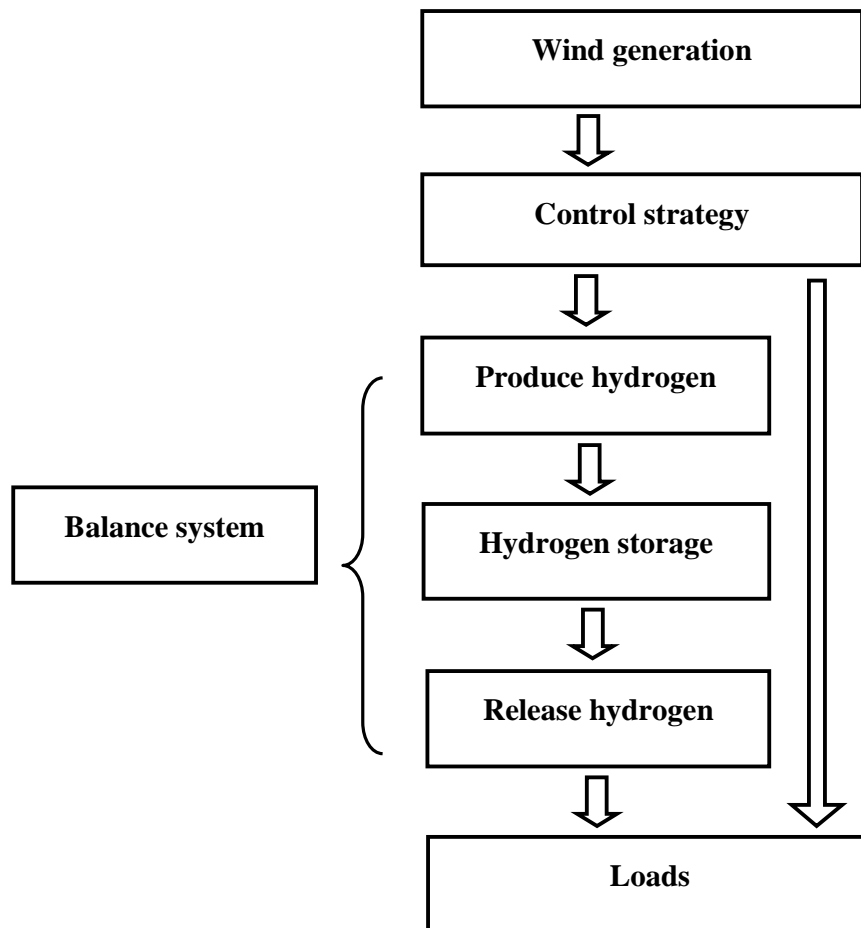 Wind generation
Control strategy
Produce hydrogen
Balance system
Hydrogen storage
Release hydrogen
Loads